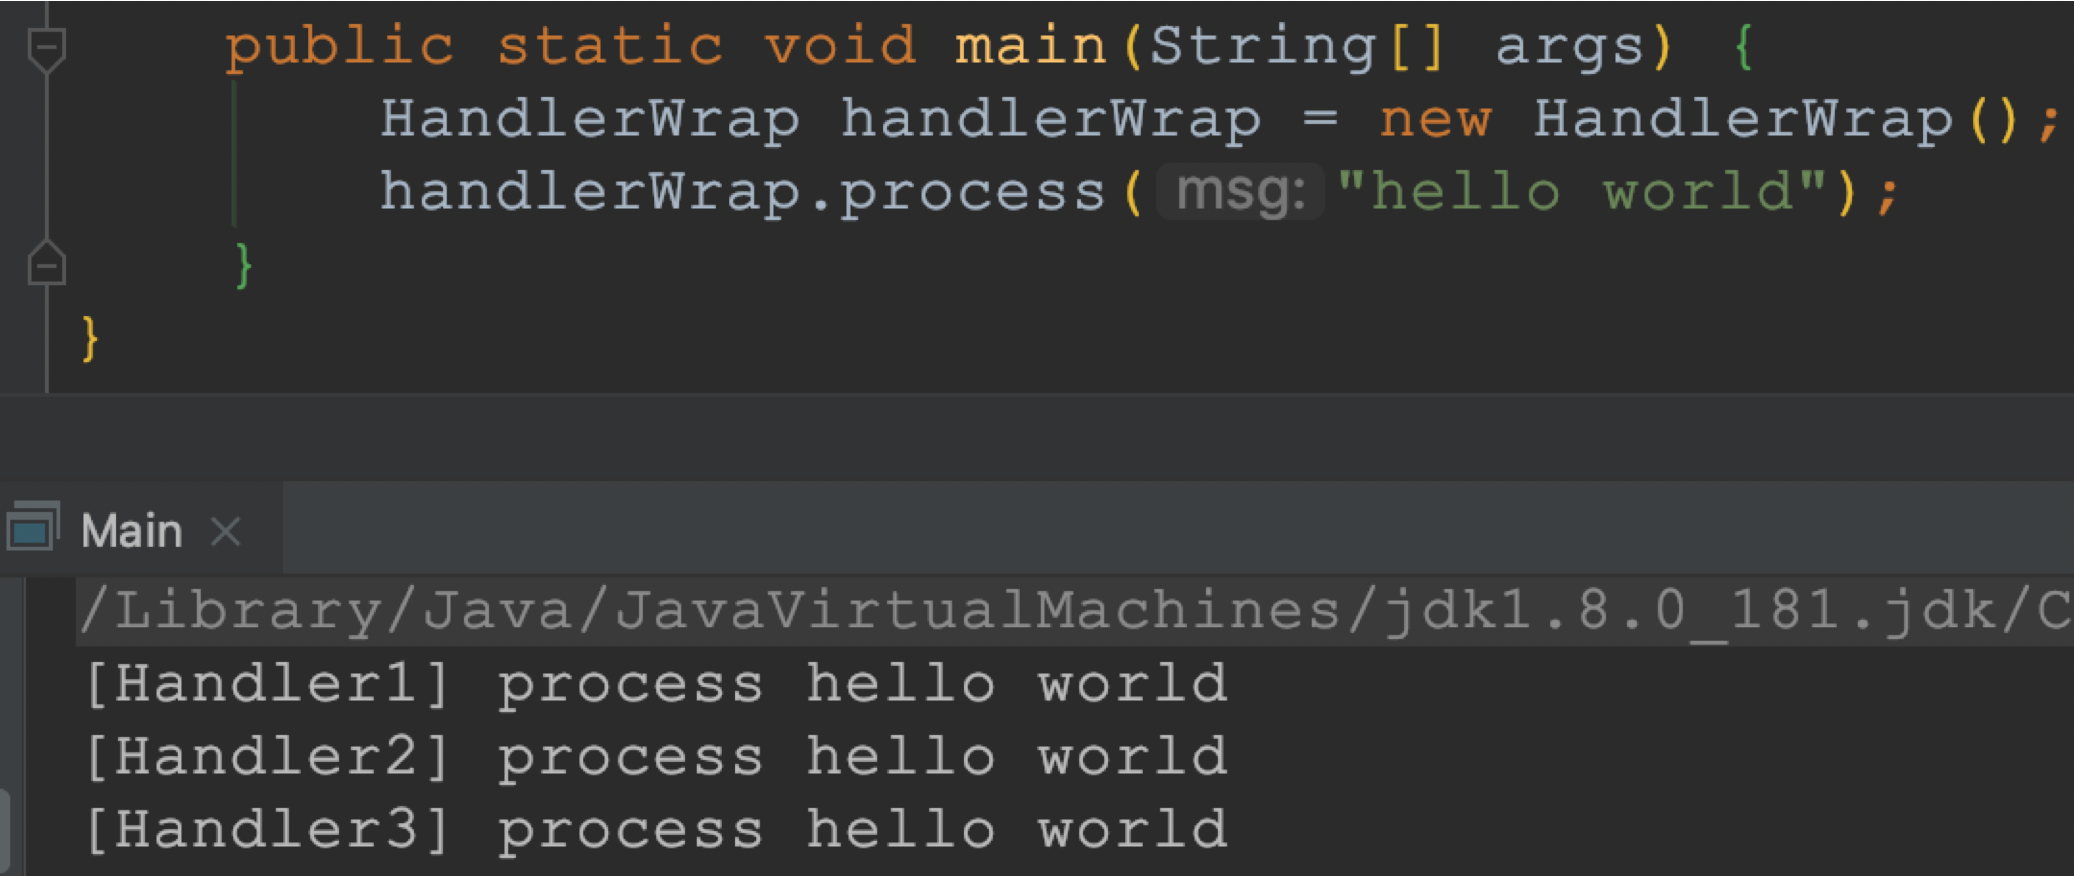 public static void main(String[] args) {
HandlerWrap handlerWrap = new HandlerWrap();
handlerWrap.process( msg: "hello world");
}
}
Main
/Library/Java/JavaVirtualMachines/jdk1.8.0_181.jdk/C
[Handler1] process hello world
[Handler2] process hello world
[Handler3] process hello world